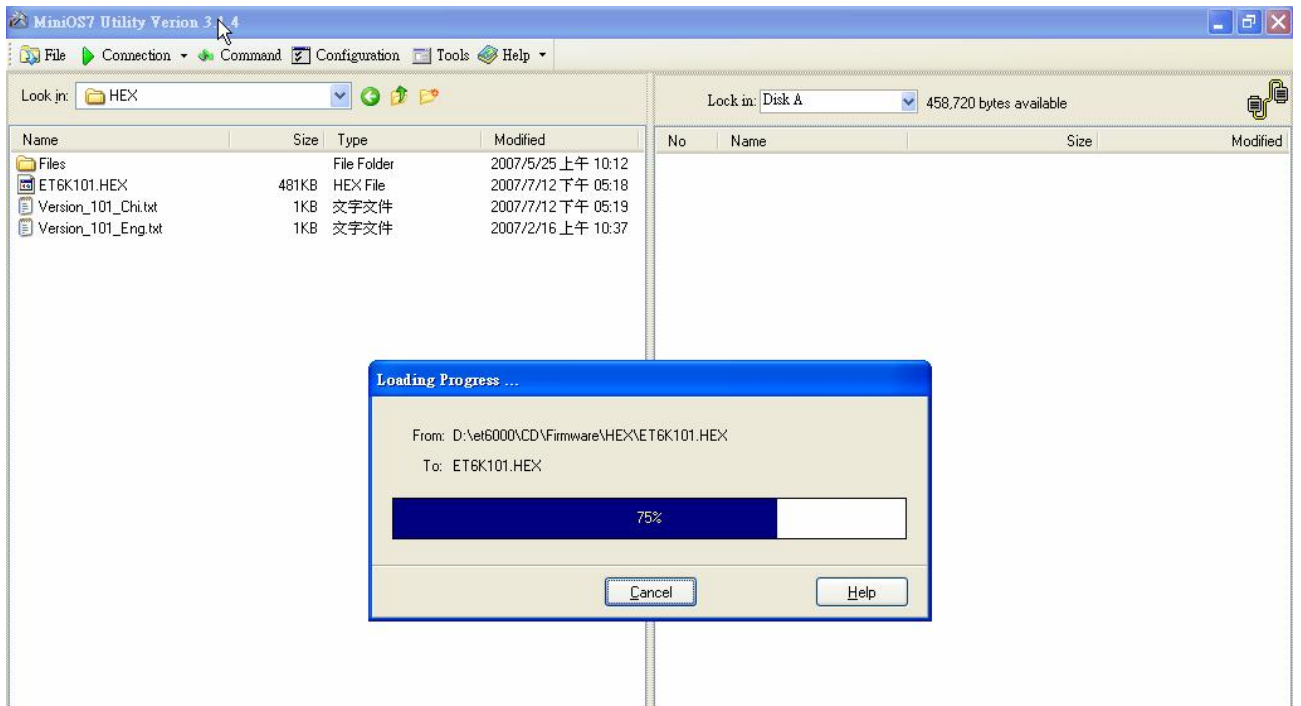 MiniOS7 Utility Verion 3 4
File Connection Command Configuration Tools Help
Look in: HEX
Lock in: Disk A 458,720 bytes available
Name Size Type Modified
Files File Folder 2007/5/25 上午 10:12
ET6K101.HEX 481KB HEX File 2007/7/12 下午 05:18
Version_101_Chi.txt 1KB 文字文件 2007/7/12 下午 05:19
Version_101_Eng.txt 1KB 文字文件 2007/2/16 上午 10:37
No Name Size Modified
Loading Progress ...
From: D:\et6000\CD\Firmware\HEX\ET6K101.HEX
To: ET6K101.HEX
75%
Cancel Help